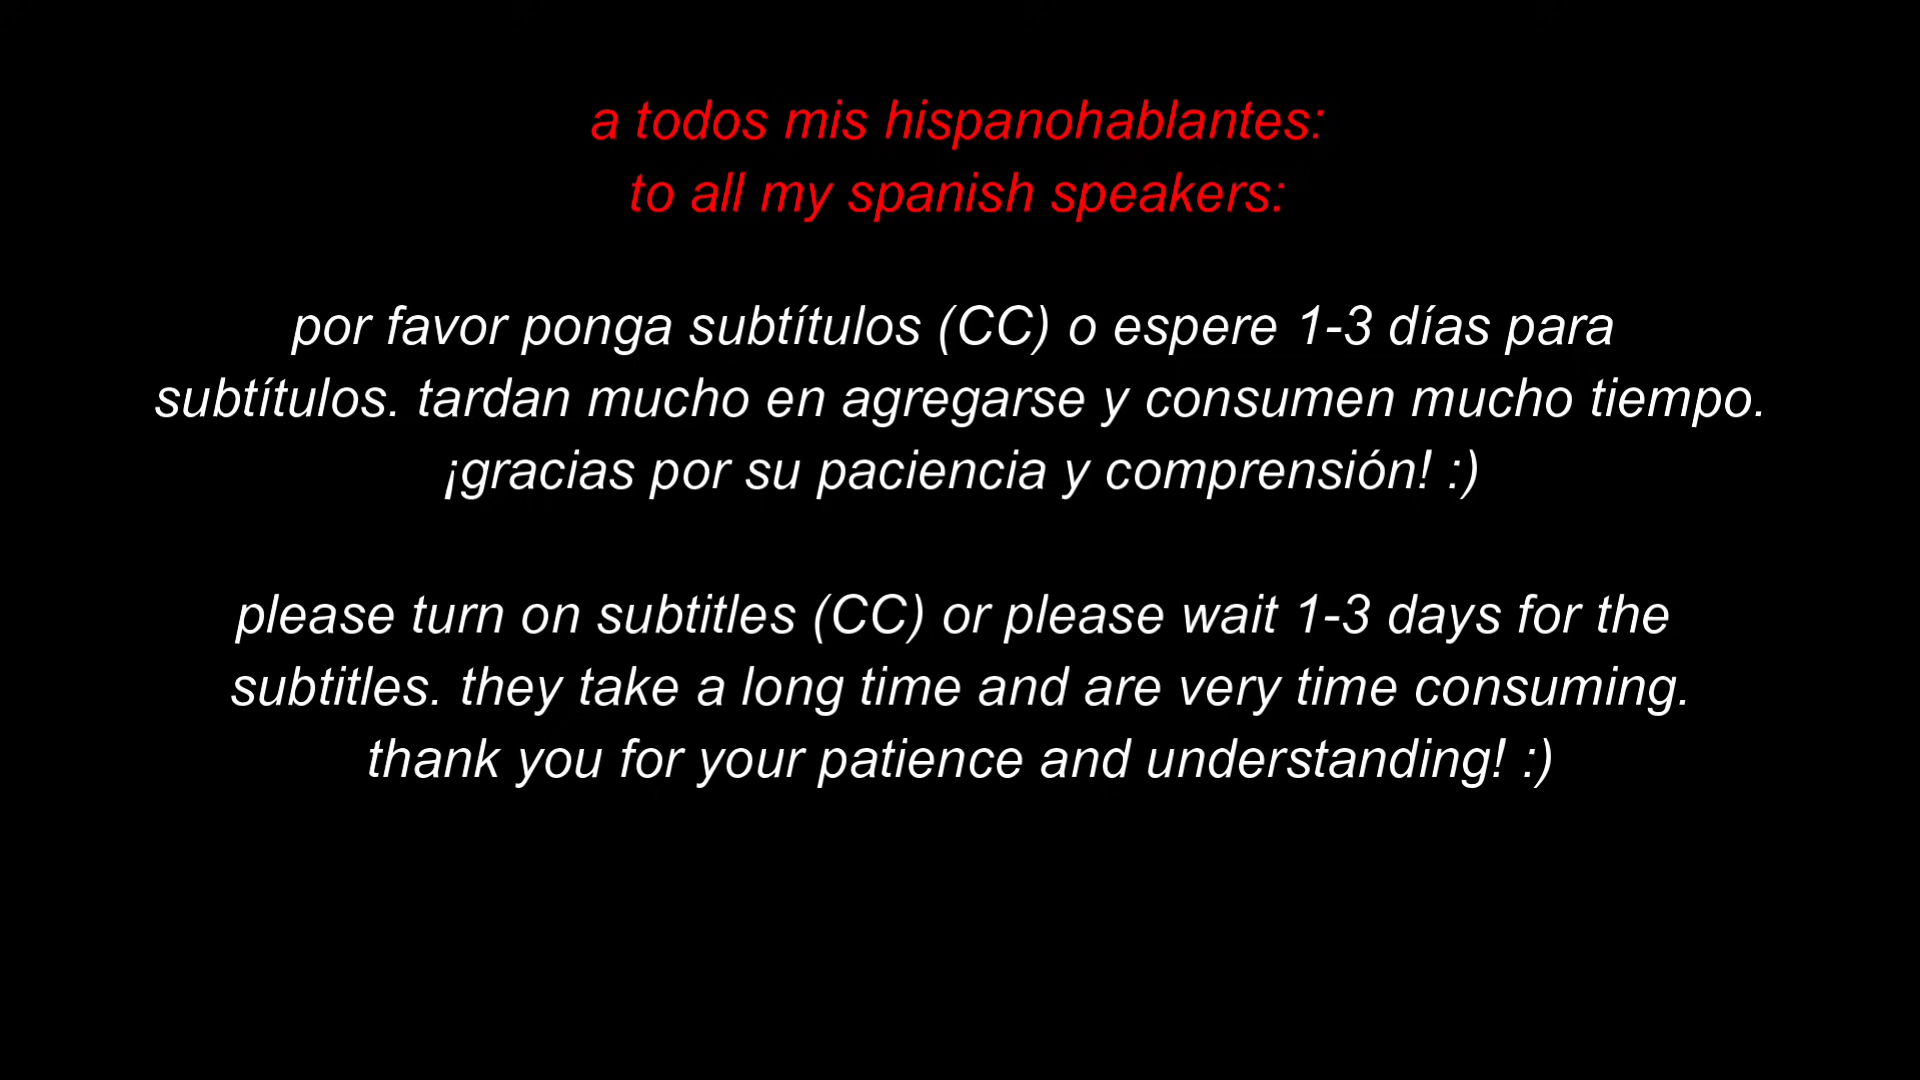 a todos mis hispanohablantes:
to all my spanish speakers:
por favor ponga subtítulos (CC) o espere 1-3 días para
subtítulos. tardan mucho en agregarse y consumen mucho tiempo.
¡gracias por su paciencia y comprensión! :)
please turn on subtitles (CC) or please wait 1-3 days for the
subtitles. they take a long time and are very time consuming.
thank you for your patience and understanding! :)